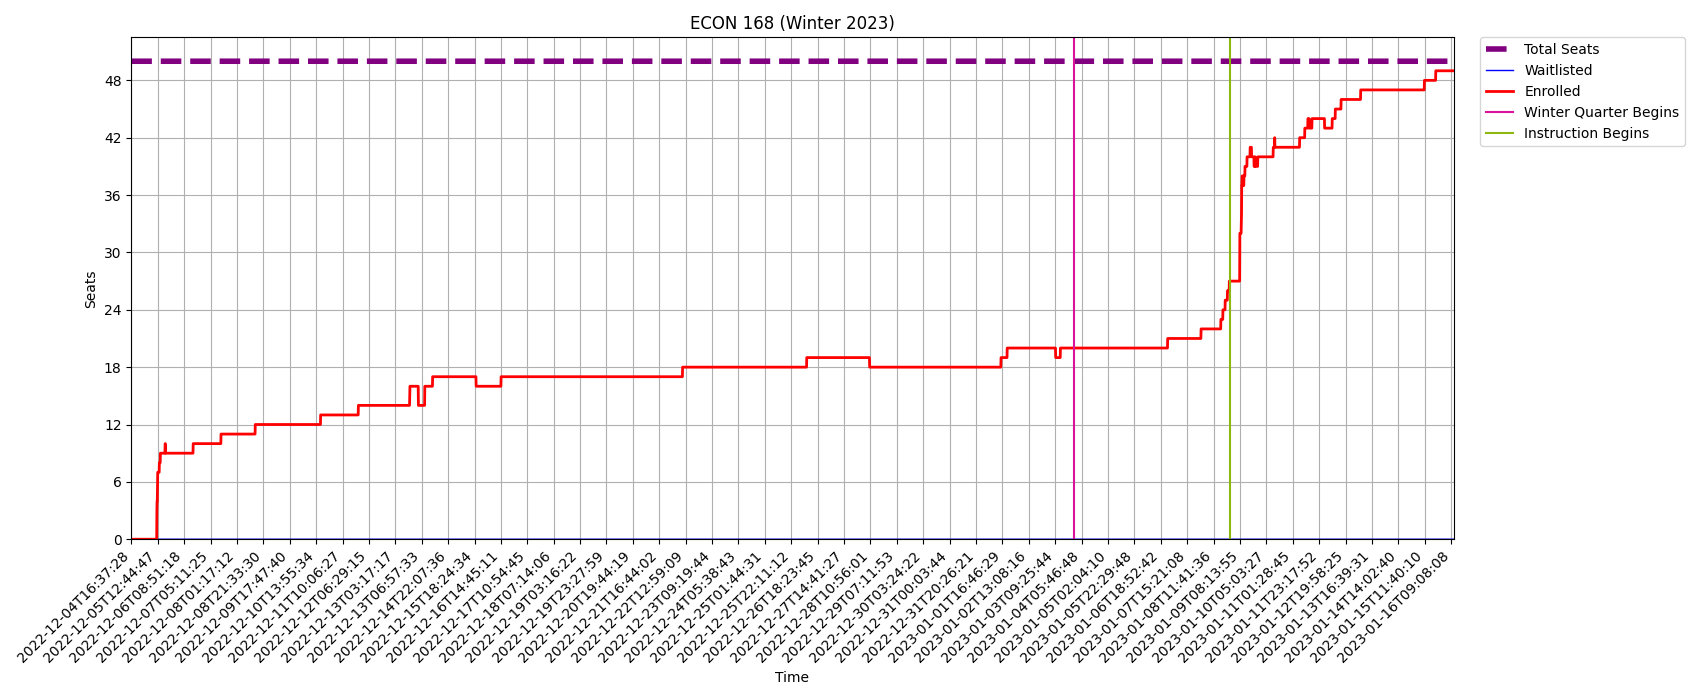 ECON 168 (Winter 2023)
Total Seats
Waitlisted
Enrolled
Winter Quarter Begins
Instruction Begins
48
42
36
30
24
18
12
6
0
Seats
2022-12-04T16:37:28
2022-12-05T12:44:47
2022-12-06T08:51:18
2022-12-07T05:11:25
2022-12-08T01:17:12
2022-12-08T21:33:30
2022-12-09T17:47:40
2022-12-10T13:55:34
2022-12-11T10:06:27
2022-12-12T06:29:15
2022-12-13T03:17:17
2022-12-13T06:57:33
2022-12-14T22:07:36
2022-12-15T18:24:34
2022-12-16T14:45:11
2022-12-17T10:54:45
2022-12-18T07:14:06
2022-12-19T03:16:22
2022-12-19T23:27:59
2022-12-20T19:44:19
2022-12-21T16:44:02
2022-12-22T12:59:09
2022-12-23T09:19:44
2022-12-24T05:38:43
2022-12-25T01:44:31
2022-12-25T22:11:12
2022-12-26T18:23:45
2022-12-27T14:41:27
2022-12-28T10:56:01
2022-12-29T07:11:53
2022-12-30T03:24:22
2022-12-31T00:03:44
2022-12-31T20:26:21
2023-01-01T16:46:29
2023-01-02T13:08:16
2023-01-03T09:25:44
2023-01-04T05:46:48
2023-01-05T02:04:10
2023-01-05T22:29:48
2023-01-06T18:52:42
2023-01-07T15:21:08
2023-01-08T11:41:36
2023-01-09T08:13:55
2023-01-10T05:03:27
2023-01-11T01:28:45
2023-01-11T23:17:52
2023-01-12T19:58:25
2023-01-13T16:39:31
2023-01-14T14:02:40
2023-01-15T11:40:10
2023-01-16T09:08:08
Time